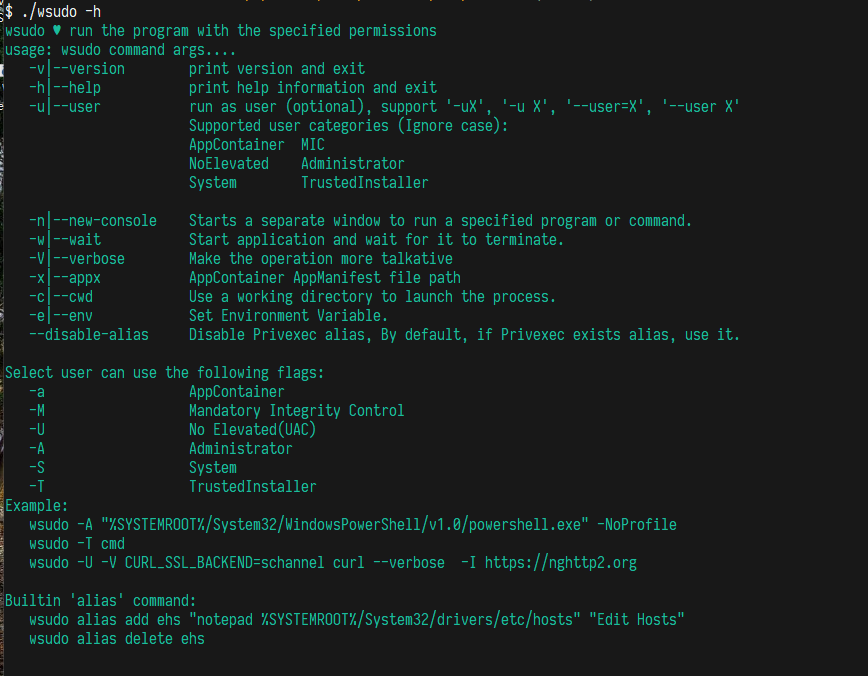 $ ./wsudo -h
wsudo ♥ run the program with the specified permissions
usage: wsudo command args....
   -v|--version        print version and exit
   -h|--help           print help information and exit
   -u|--user           run as user (optional), support '-uX', '-u X', '--user=X', '--user X'
                       Supported user categories (Ignore case):
                       AppContainer  MIC
                       NoElevated    Administrator
                       System        TrustedInstaller

   -n|--new-console    Starts a separate window to run a specified program or command.
   -w|--wait           Start application and wait for it to terminate.
   -V|--verbose        Make the operation more talkative
   -x|--appx           AppContainer AppManifest file path
   -c|--cwd            Use a working directory to launch the process.
   -e|--env            Set Environment Variable.
   --disable-alias     Disable Privexec alias, By default, if Privexec exists alias, use it.

Select user can use the following flags:
   -a                  AppContainer
   -M                  Mandatory Integrity Control
   -U                  No Elevated(UAC)
   -A                  Administrator
   -S                  System
   -T                  TrustedInstaller
Example:
   wsudo -A "%SYSTEMROOT%/System32/WindowsPowerShell/v1.0/powershell.exe" -NoProfile
   wsudo -T cmd
   wsudo -U -V CURL_SSL_BACKEND=schannel curl --verbose  -I https://nghttp2.org

Builtin 'alias' command:
   wsudo alias add ehs "notepad %SYSTEMROOT%/System32/drivers/etc/hosts" "Edit Hosts"
   wsudo alias delete ehs